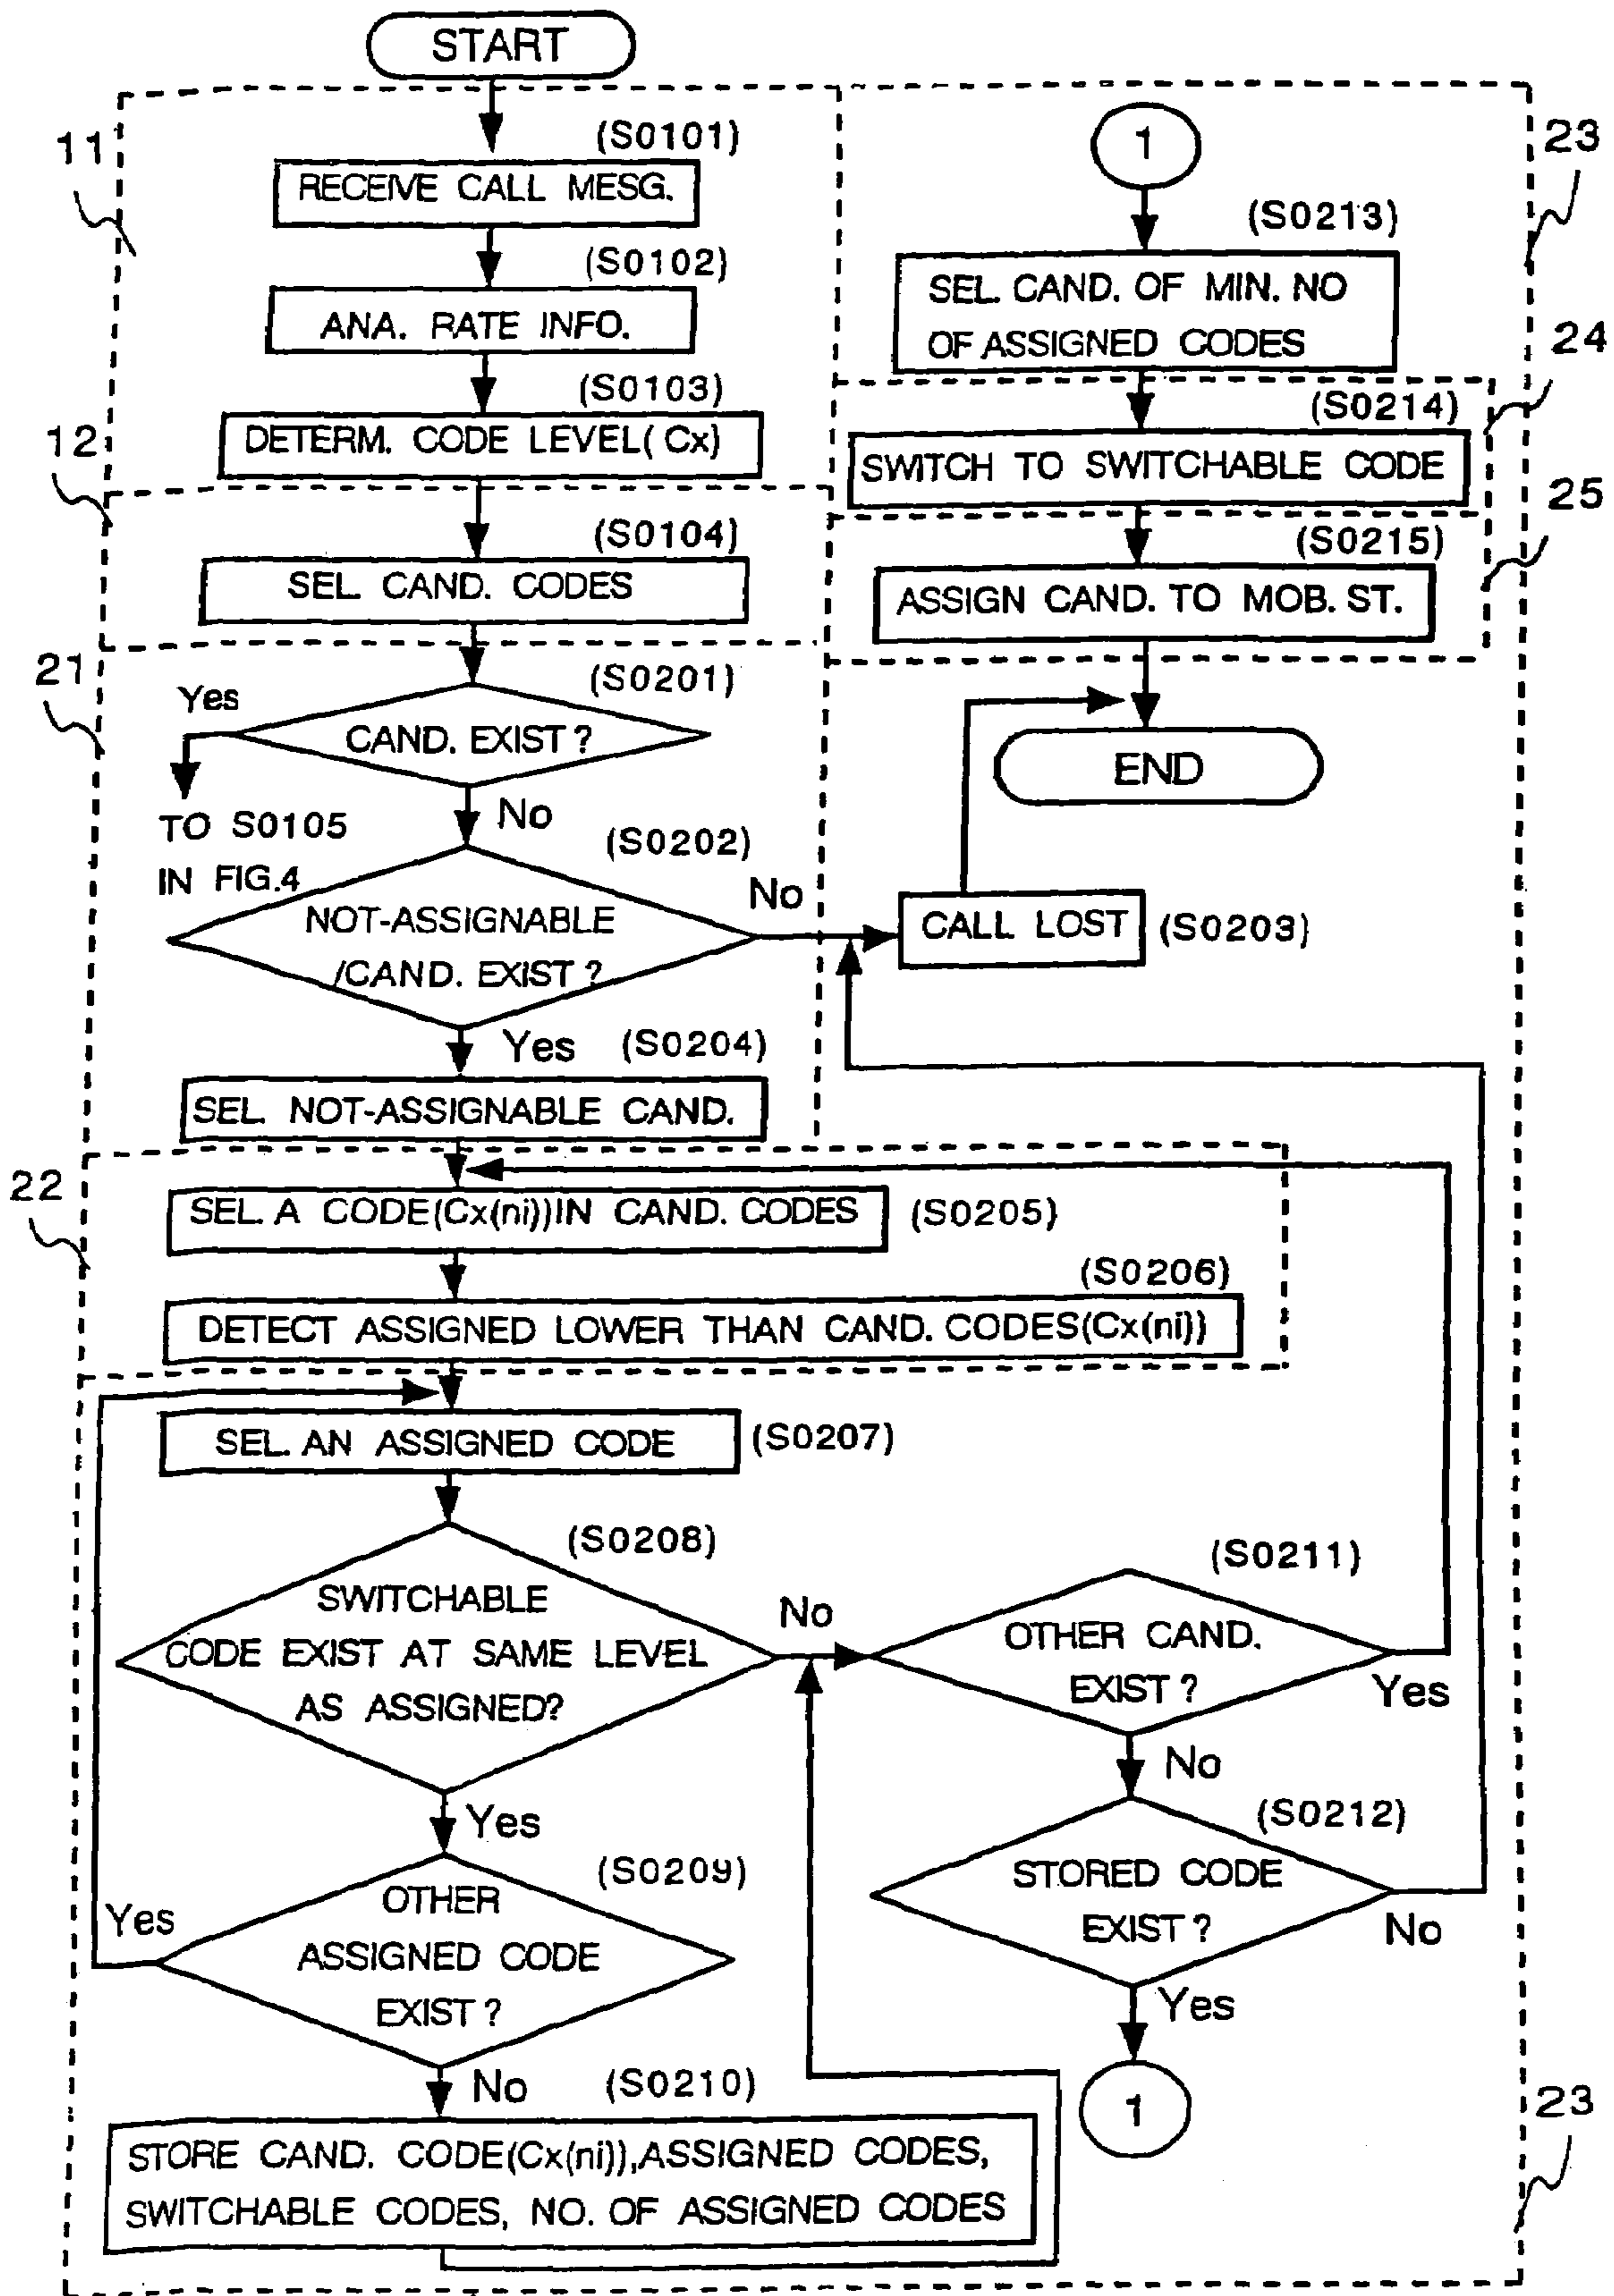 START
11
(S0101)
RECEIVE CALL MESG.
(S0102)
ANA. RATE INFO.
(S0103)
DETERM. CODE LEVEL(Cx)
12
(S0104)
SEL. CAND. CODES
21
(S0201)
Yes
CAND. EXIST?
TO S0105
IN FIG.4
No
(S0202)
NOT-ASSIGNABLE
/CAND. EXIST?
No
Yes
(S0204)
SEL. NOT-ASSIGNABLE CAND.
22
SEL. A CODE(Cx(ni))IN CAND. CODES
(S0205)
(S0206)
DETECT ASSIGNED LOWER THAN CAND. CODES(Cx(ni))
SEL. AN ASSIGNED CODE
(S0207)
(S0208)
SWITCHABLE
CODE EXIST AT SAME LEVEL
AS ASSIGNED?
No
Yes
(S0209)
OTHER
ASSIGNED CODE
EXIST?
Yes
No
(S0210)
STORE CAND. CODE(Cx(ni)),ASSIGNED CODES,
SWITCHABLE CODES, NO. OF ASSIGNED CODES
(S0211)
OTHER CAND.
EXIST?
Yes
No
(S0212)
STORED CODE
EXIST?
No
Yes
1
23
1
23
(S0213)
SEL. CAND. OF MIN. NO
OF ASSIGNED CODES
24
(S0214)
SWITCH TO SWITCHABLE CODE
25
(S0215)
ASSIGN CAND. TO MOB. ST.
END
CALL LOST
(S0203)